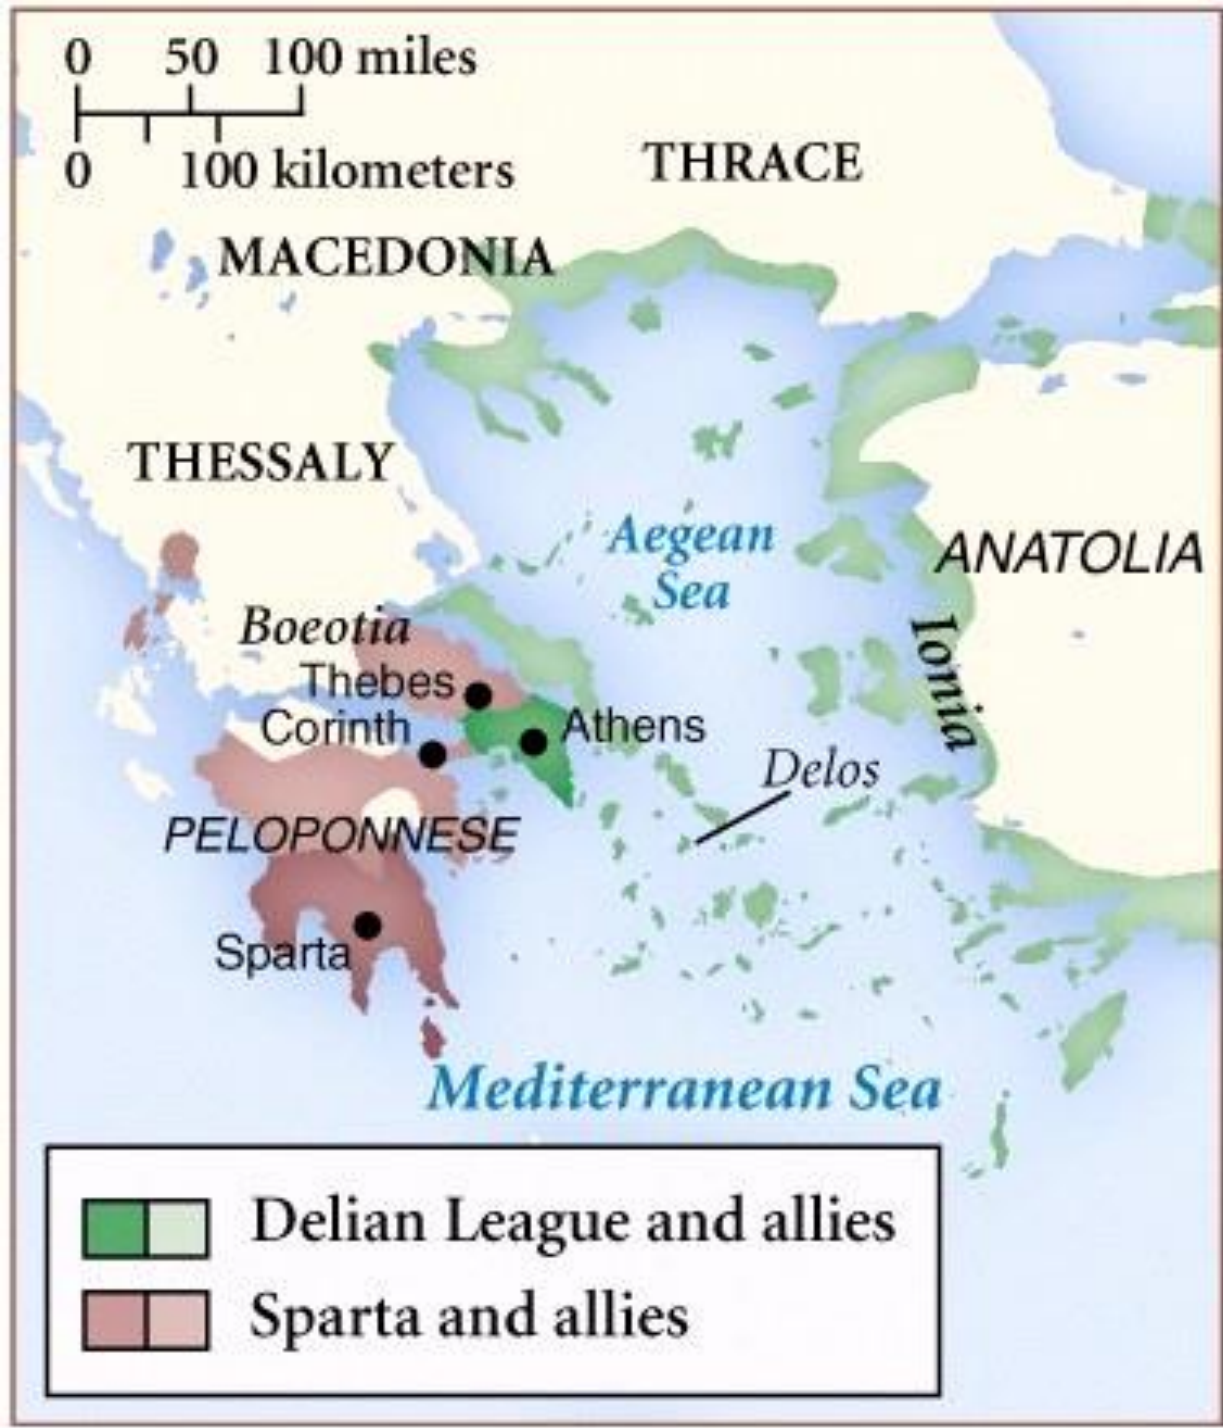 0 50 100 miles
0 100 kilometers
THRACE
MACEDONIA
THESSALY
Aegean
Sea
ANATOLIA
Ionia
Boeotia
Thebes
Corinth
Athens
Delos
PELOPONNESE
Sparta
Mediterranean Sea
Delian League and allies
Sparta and allies